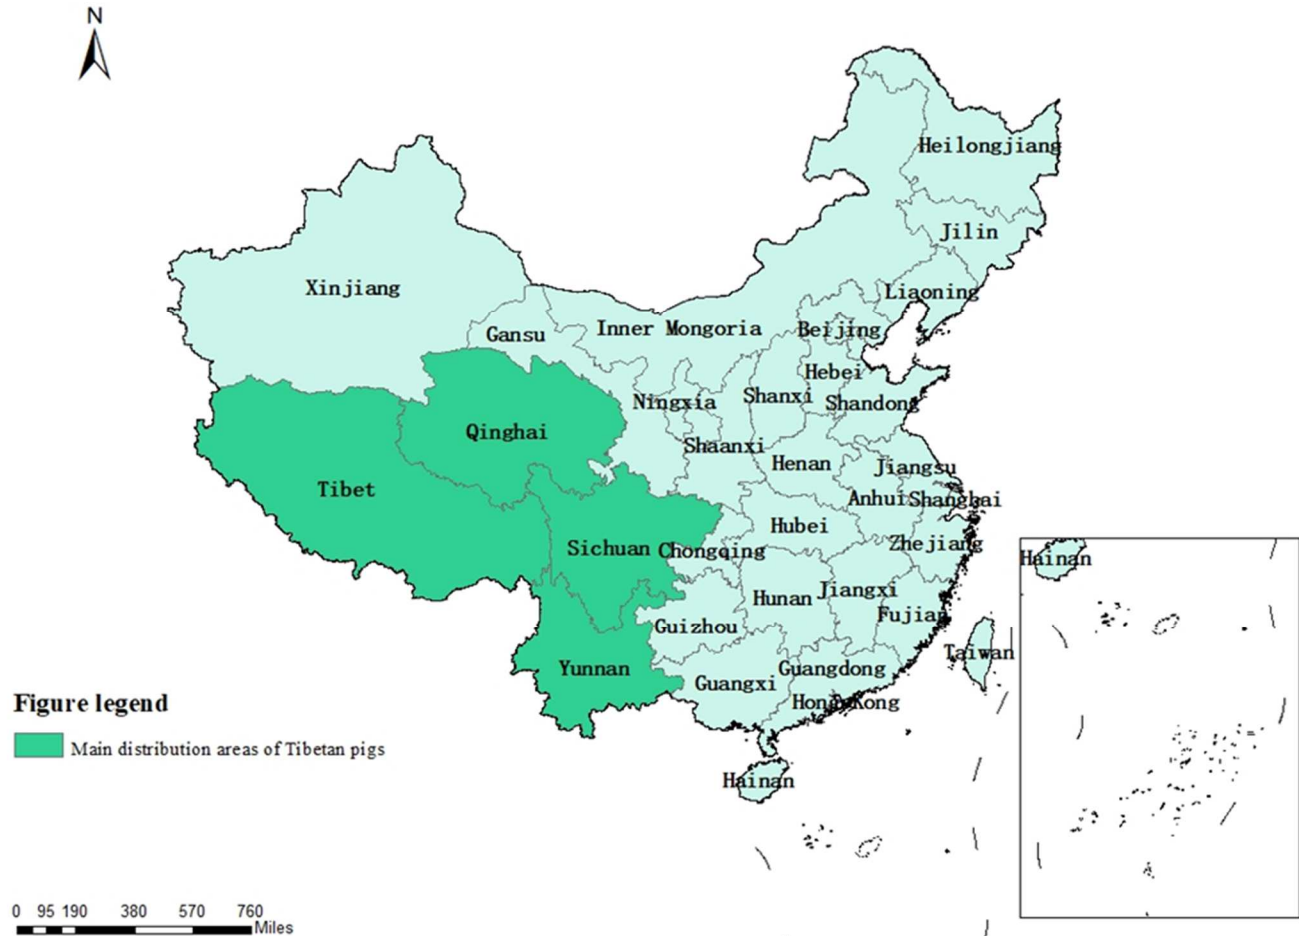 N
Heilongjiang
Jilin
Xinjiang
Liaoning
Gansu
Inner Mongoria
Beijing
Hebei
Ningxia
Shanxi
Shandong
Qinghai
Shaanxi
Henan
Jiangsu
Tibet
Anhui
Shanghai
Hubei
Sichuan
Chongqing
Zhejiang
Hainan
Hunan
Jiangxi
Fujian
Guizhou
Taiwan
Yunnan
Guangdong
Guangxi
Hong Kong
Figure legend
Main distribution areas of Tibetan pigs
Hainan
0 95 190 380 570 760
Miles